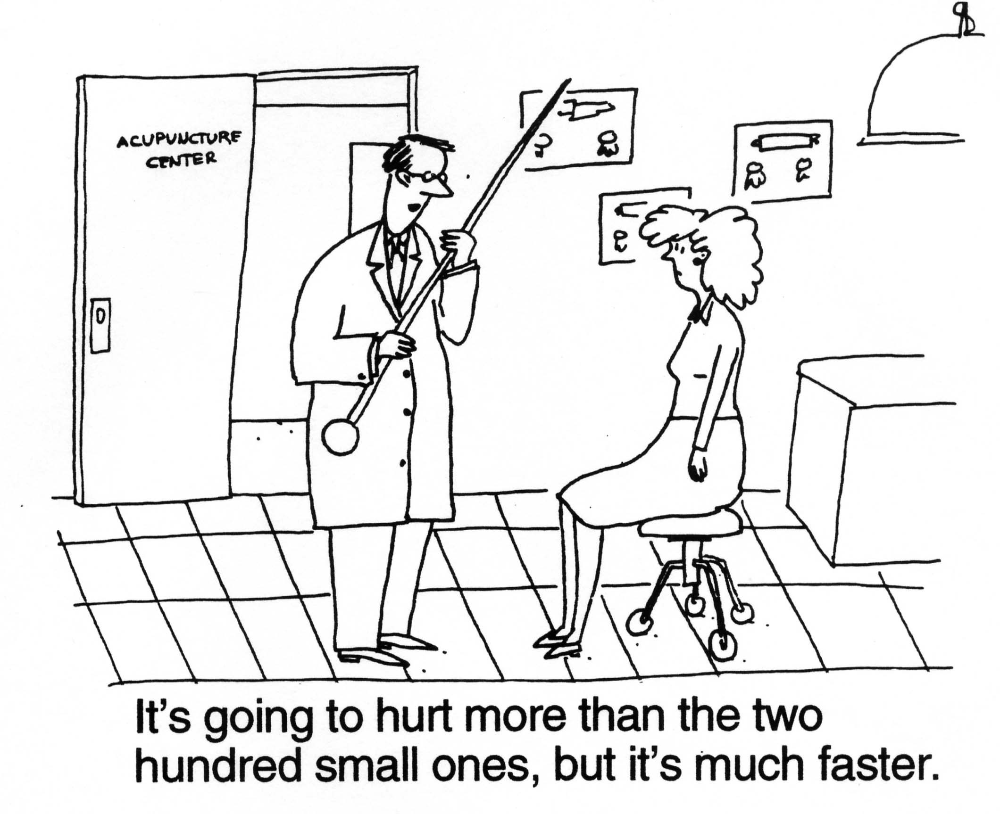 ACUPUNCTURE
CENTER
It's going to hurt more than the two
hundred small ones, but it's much faster.